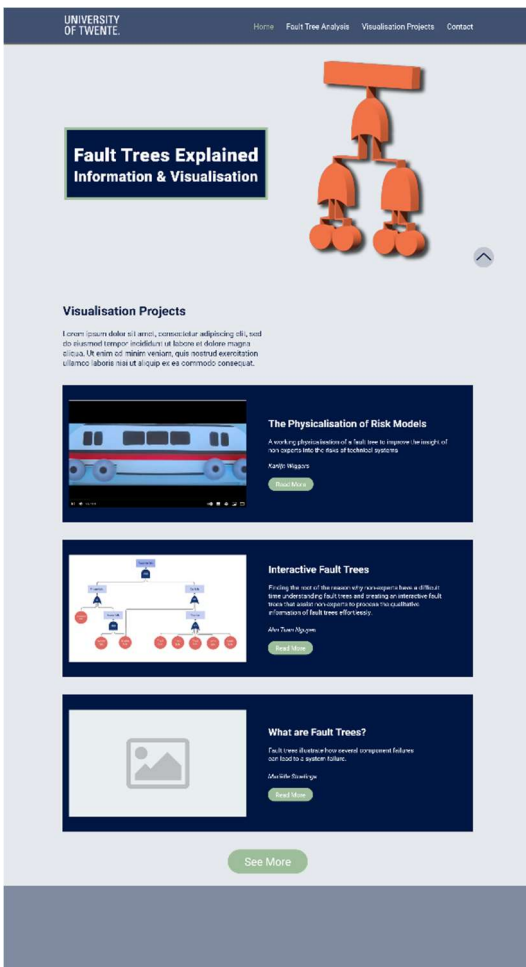 UNIVERSITY
OF TWENTE.
Home Fault Tree Analysis Visualisation Projects Contact
Fault Trees Explained
Information & Visualisation
Visualisation Projects
Lorem ipsum dolor sit amet, consectetur adipiscing elit, sed
do eiusmod tempor incididunt ut labore et dolore magna
aliqua. Ut enim ad minim veniam, quis nostrud exercitation
ullamco laboris nisi ut aliquip ex ea commodo consequat.
The Physicalisation of Risk Models
A working physicalisation of a fault tree to improve the insight of
non experts into the risks of technical systems
Read More
Interactive Fault Trees
Finding the root of the reason why non-experts have a difficult
time understanding fault trees and creating an interactive fault
trees that assist non-experts to process the qualitative
information of fault trees effortlessly.
Tuan Nguyen
Read More
What are Fault Trees?
Fault trees illustrate how several component failures
can lead to a system failure.
Read More
See More